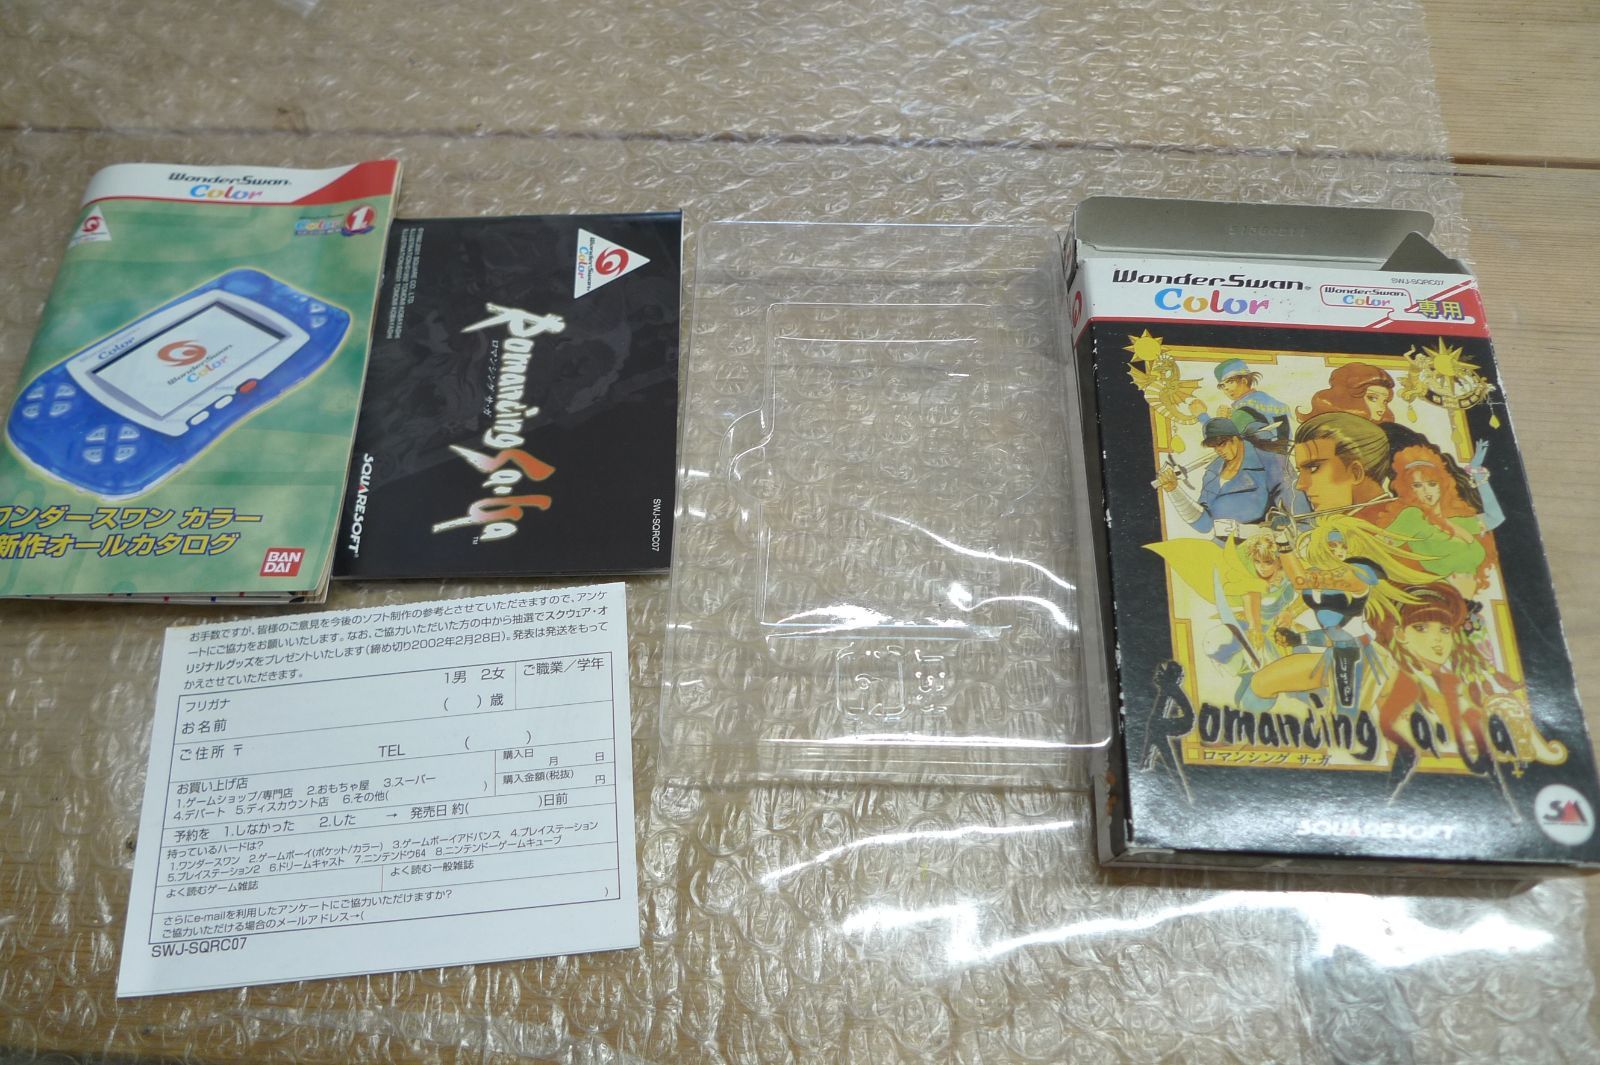 WonderSwan
Color
WonderSwan
Color
1
WonderSwan
Color
ワンダースワン カラー
新作オールカタログ
BAN
DAI
WonderSwan
Color
Romancing Sa・Ga
ロマンシング サ・ガ
TM
SQUARESOFT
SWJ-SQRC07
WonderSwan
Color
SWJ-SQRC07
WonderSwan
Color
専用
Romancing Sa・Ga
ロマンシング サ・ガ
SQUARESOFT
お手数ですが、皆様のご意見を今後のソフト制作の参考とさせていただきますので、アンケ
ートにご協力をお願いいたします。なお、ご協力いただいた方の中から抽選でスクウェア・オ
リジナルグッズをプレゼントいたします(締め切り2002年2月28日)。発表は発送をもって
かえさせていただきます。
フリガナ
お名前
1男 2女
( )歳
ご職業/学年
ご住所 〒
TEL ( )
お買い上げ店
1.ゲームショップ/専門店 2.おもちゃ屋 3.スーパー
4.デパート 5.ディスカウント店 6.その他( )
購入日
月 日
購入金額(税抜)
円
予約を 1.しなかった 2.した → 発売日 約( )日前
持っているハードは?
1.ワンダースワン 2.ゲームボーイ(ポケット/カラー) 3.ゲームボーイアドバンス 4.プレイステーション
5.プレイステーション2 6.ドリームキャスト 7.ニンテンドウ64 8.ニンテンドーゲームキューブ
よく読むゲーム雑誌
よく読む一般雑誌
さらにe-mailを利用したアンケートにご協力いただけますか?
ご協力いただける場合のメールアドレス→( )
SWJ-SQRC07